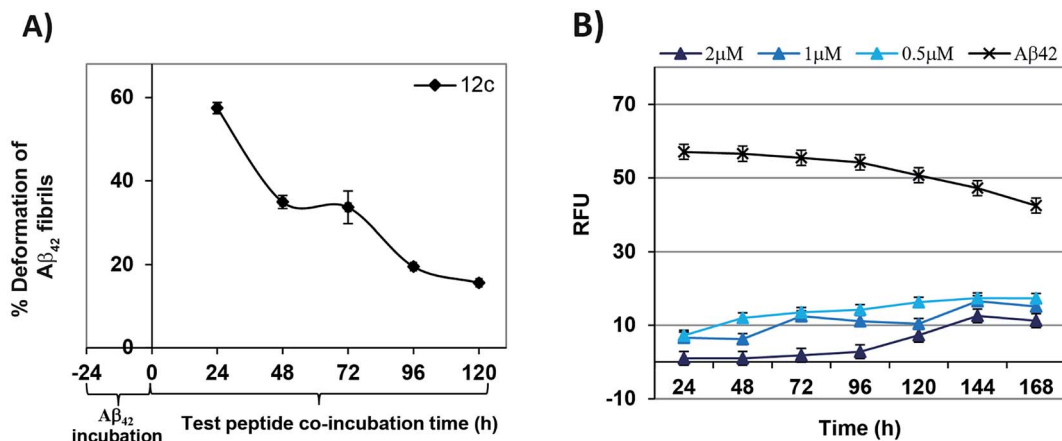 A)
12c
60
40
20
0
% Deformation of
Aβ42 fibrils
-24 0 24 48 72 96 120
Aβ42
incubation
Test peptide co-incubation time (h)
B)
2μM 1μM 0.5μM Aβ42
70
50
30
10
-10
RFU
24 48 72 96 120 144 168
Time (h)